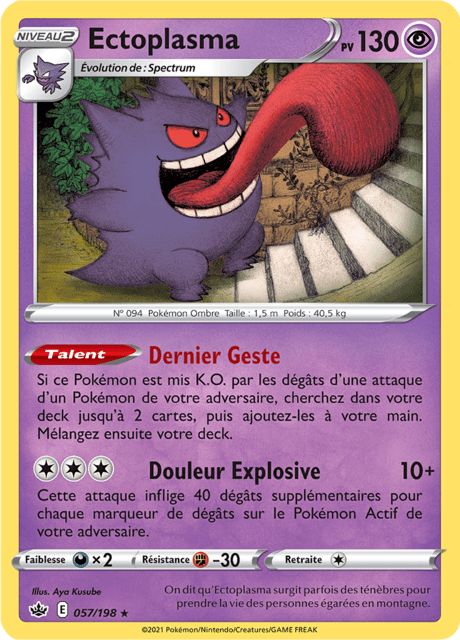 NIVEAU 2
Ectoplasma
PV 130
Évolution de : Spectrum
N° 094 Pokémon Ombre Taille : 1,5 m Poids : 40,5 kg
Talent Dernier Geste
Si ce Pokémon est mis K.O. par les dégâts d'une attaque
d'un Pokémon de votre adversaire, cherchez dans votre
deck jusqu'à 2 cartes, puis ajoutez-les à votre main.
Mélangez ensuite votre deck.
Douleur Explosive 10+
Cette attaque inflige 40 dégâts supplémentaires pour
chaque marqueur de dégâts sur le Pokémon Actif de
votre adversaire.
Faiblesse ×2 Résistance -30 Retraite
Illus. Aya Kusube
E 057/198 ★
On dit qu'Ectoplasma surgit parfois des ténèbres pour
prendre la vie des personnes égarées en montagne.
©2021 Pokémon/Nintendo/Creatures/GAME FREAK